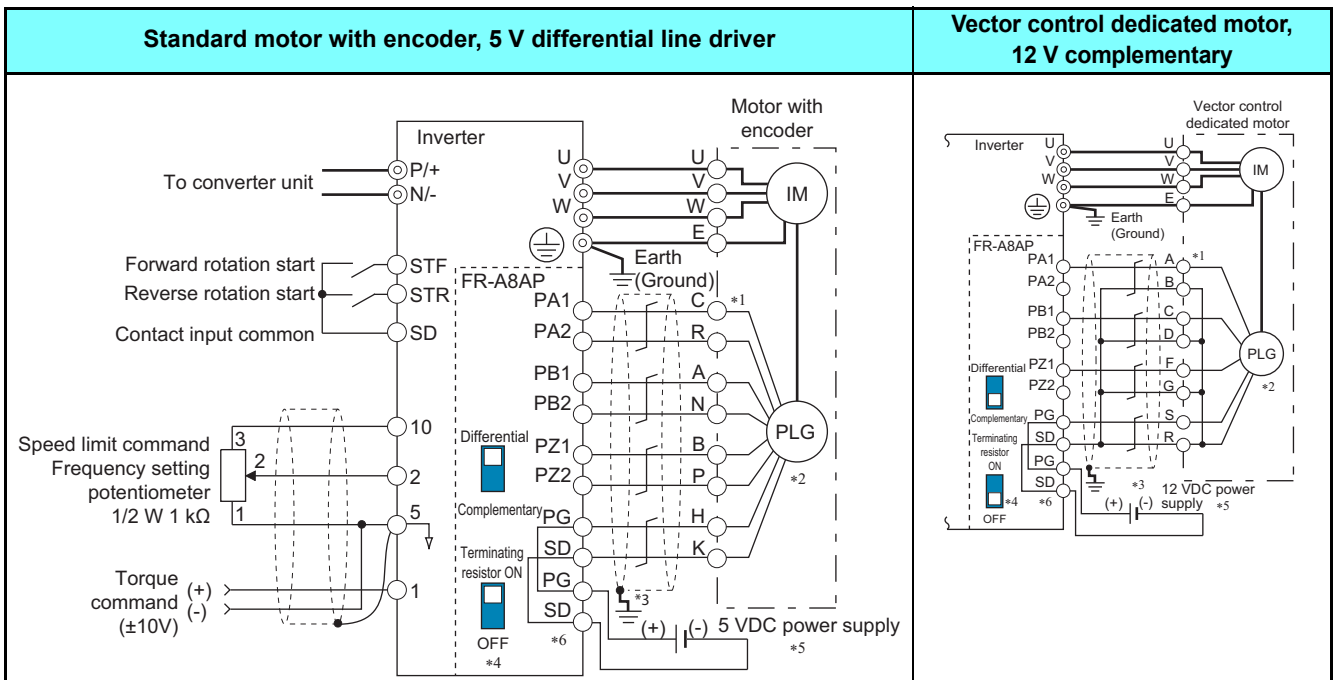 Standard motor with encoder, 5 V differential line driver
Vector control dedicated motor,
12 V complementary
Motor with
encoder
Inverter
To converter unit
P/+
N/-
U
V
W
U
V
W
E
IM
Earth
(Ground)
Forward rotation start
Reverse rotation start
Contact input common
STF
STR
SD
FR-A8AP
PA1
PA2
PB1
PB2
PZ1
PZ2
PG
SD
PG
SD
C
R
A
N
B
P
H
K
*1
PLG
*2
*3
Differential
Complementary
Terminating
resistor ON
OFF
*4
*6
(+)
(-)
5 VDC power supply
*5
Speed limit command
Frequency setting
potentiometer
1/2 W 1 kΩ
3
2
1
10
2
5
1
Torque
command
(±10V)
(+)
(-)
Vector control
dedicated motor
Inverter
U
V
W
U
V
W
E
IM
Earth
(Ground)
FR-A8AP
PA1
PA2
PB1
PB2
PZ1
PZ2
PG
SD
PG
SD
A
B
C
D
F
G
S
R
*1
PLG
*2
Differential
Complementary
Terminating
resistor
ON
*4
OFF
*6
*3
(+)
(-)
12 VDC power
supply
*5